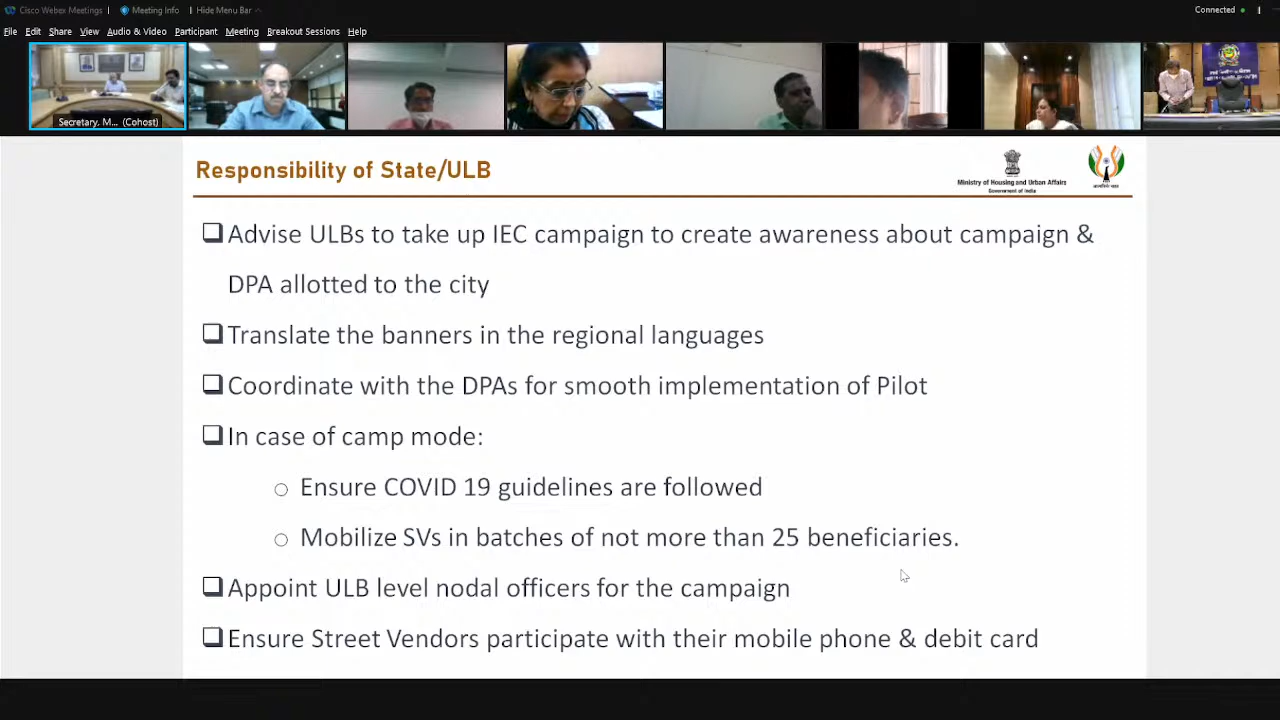 Cisco Webex Meetings
Meeting Info
Hide Menu Bar
Connected
File Edit Share View Audio & Video Participant Meeting Breakout Sessions Help
Secretary, M... (Cohost)
Responsibility of State/ULB
Ministry of Housing and Urban Affairs
Government of India
Advise ULBs to take up IEC campaign to create awareness about campaign &
DPA allotted to the city
Translate the banners in the regional languages
Coordinate with the DPAs for smooth implementation of Pilot
In case of camp mode:
Ensure COVID 19 guidelines are followed
Mobilize SVs in batches of not more than 25 beneficiaries.
Appoint ULB level nodal officers for the campaign
Ensure Street Vendors participate with their mobile phone & debit card